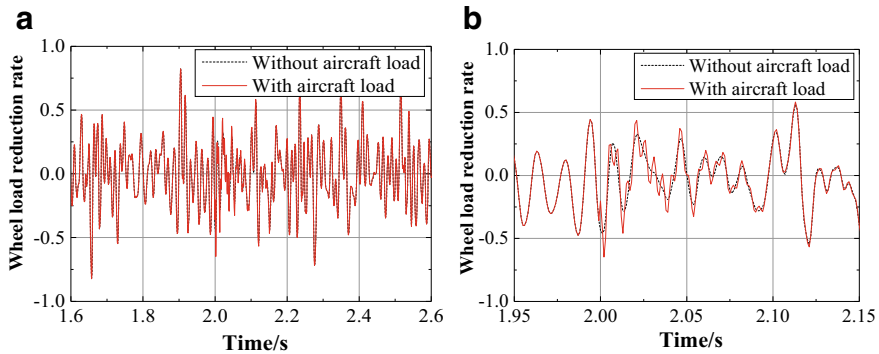 a
Wheel load reduction rate
1.0
0.5
0.0
-0.5
-1.0
Without aircraft load
With aircraft load
1.6
1.8
2.0
2.2
2.4
2.6
Time/s
b
Wheel load reduction rate
1.0
0.5
0.0
-0.5
-1.0
Without aircraft load
With aircraft load
1.95
2.00
2.05
2.10
2.15
Time/s